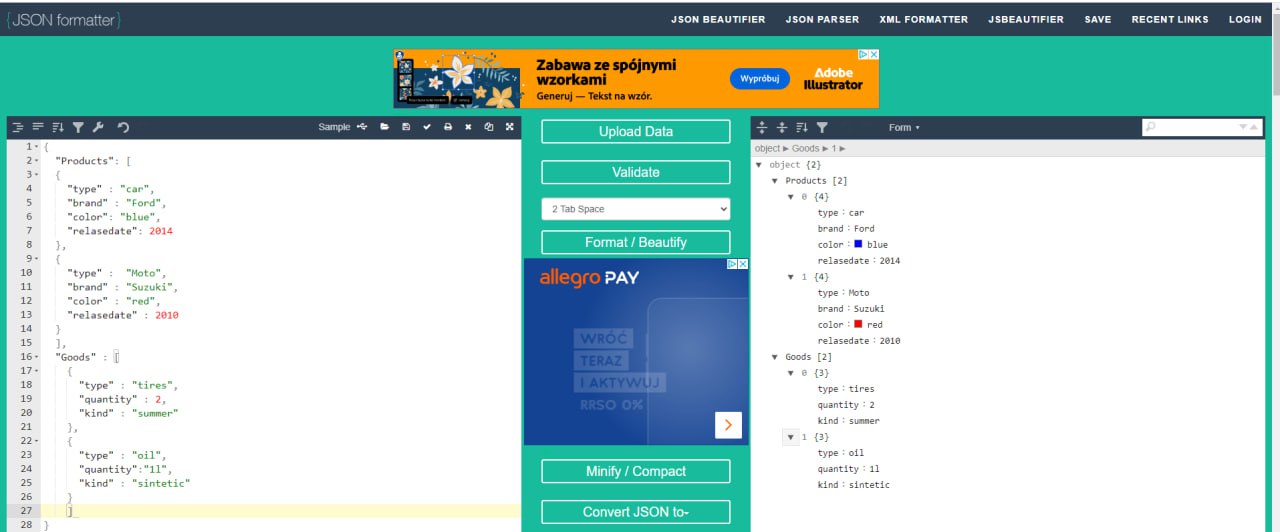 {JSON formatter}
JSON BEAUTIFIER JSON PARSER XML FORMATTER JSBEAUTIFIER SAVE RECENT LINKS LOGIN
Zabawa ze spójnymi
wzorkami
Generuj — Tekst na wzór.
Wypróbuj
Adobe
Illustrator
Sample
1 {
2 "Products": [
3 {
4 "type" : "car",
5 "brand" : "Ford",
6 "color": "blue",
7 "relasedate": 2014
8 },
9 {
10 "type" :  "Moto",
11 "brand" : "Suzuki",
12 "color" : "red",
13 "relasedate" : 2010
14 }
15 ],
16 "Goods" : [
17 {
18 "type" : "tires",
19 "quantity" : 2,
20 "kind" : "summer"
21 },
22 {
23 "type" : "oil",
24 "quantity":"1l",
25 "kind" : "sintetic"
26 }
27 ]
28 }
Upload Data
Validate
2 Tab Space
Format / Beautify
allegro PAY
WRÓĆ
TERAZ
I AKTYWUJ
RRSO 0%
Minify / Compact
Convert JSON to
Form
object ► Goods ► 1 ►
object {2}
Products [2]
0 {4}
type : car
brand : Ford
color : blue
relasedate : 2014
1 {4}
type : Moto
brand : Suzuki
color : red
relasedate : 2010
Goods [2]
0 {3}
type : tires
quantity : 2
kind : summer
1 {3}
type : oil
quantity : 1l
kind : sintetic